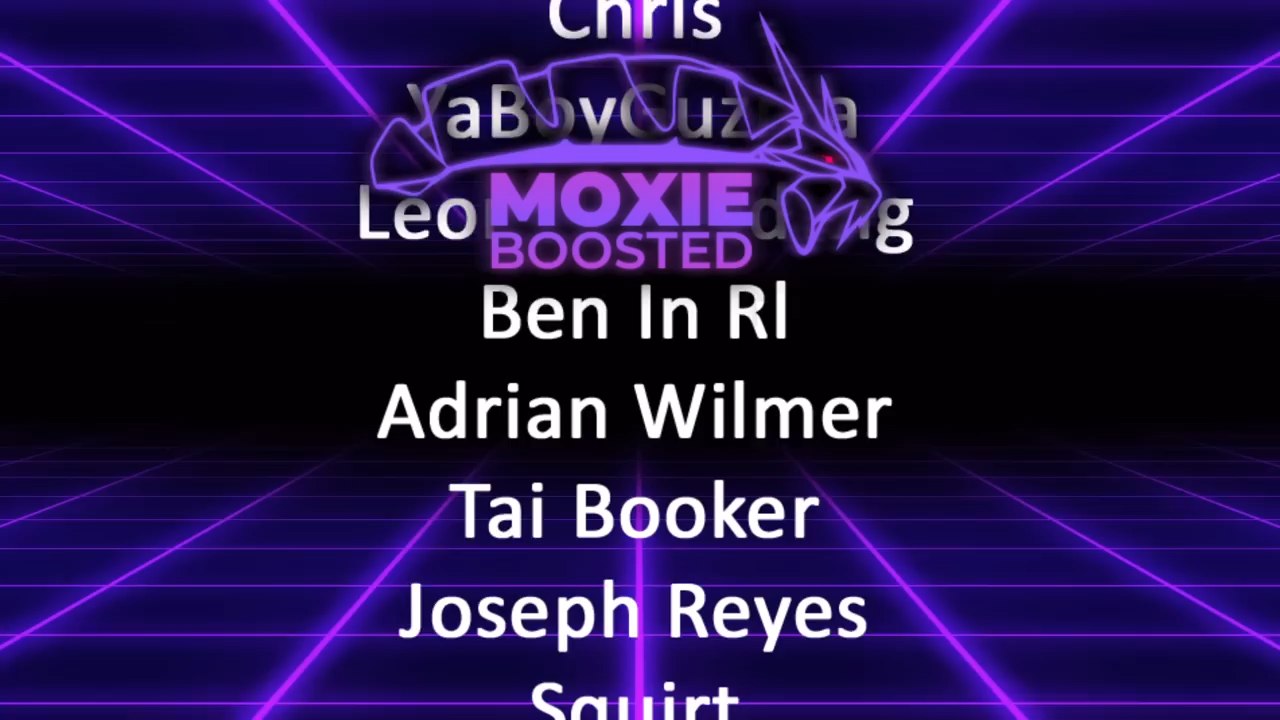 Chris
MOXIE
BOOSTED
Ben In Rl
Adrian Wilmer
Tai Booker
Joseph Reyes
Squirt